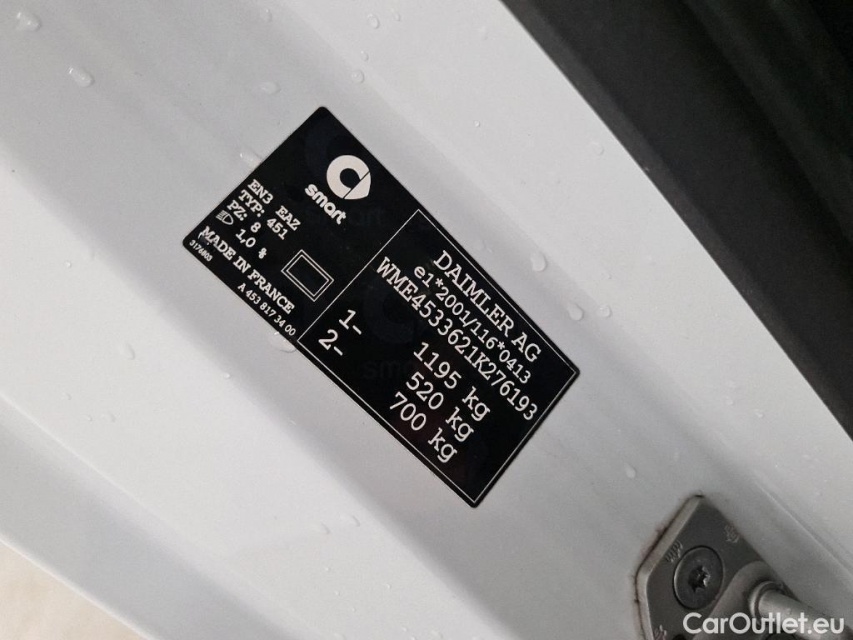 smart
EN3 EAZ
TYP: 451
PZ: 8
1,0 %
MADE IN FRANCE
3176803
A 453 817 34 00
DAIMLER AG
e1*2001/116*0413
WME4533621K276193
1195 kg
1- 520 kg
2- 700 kg
CarOutlet.eu